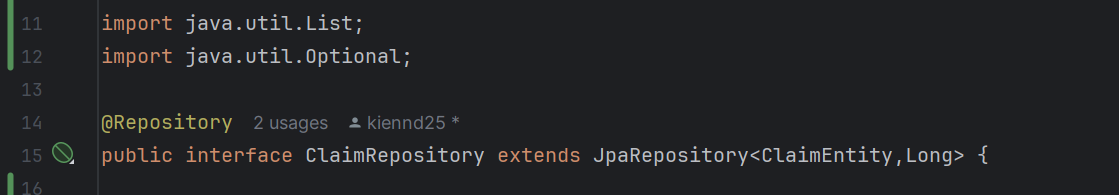 11 import java.util.List;
12 import java.util.Optional;
13
14 @Repository 2 usages kiennd25 *
15 public interface ClaimRepository extends JpaRepository<ClaimEntity,Long> {
16